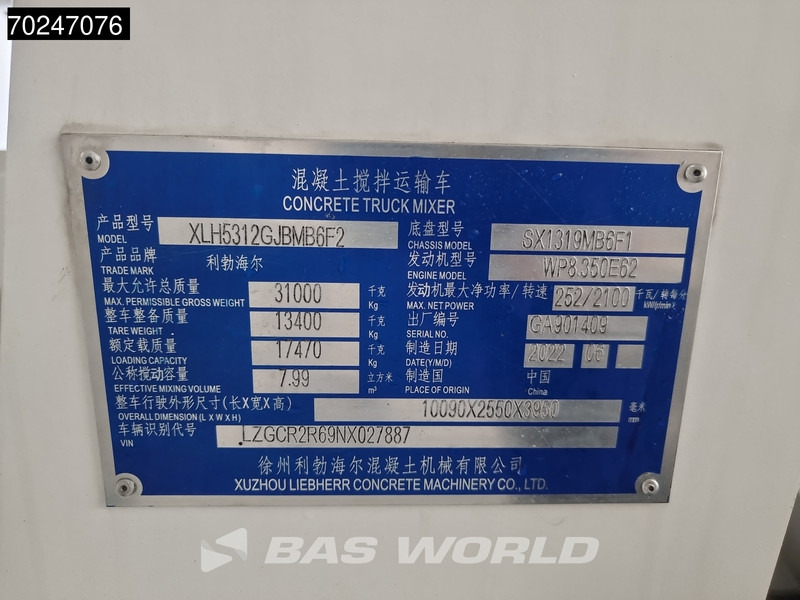 70247076
混凝土搅拌运输车
CONCRETE TRUCK MIXER
产品型号 XLH5312GJBMB6F2
MODEL
产品品牌 利勃海尔
TRADE MARK
最大允许总质量 31000 千克
MAX. PERMISSIBLE GROSS WEIGHT Kg
整车整备质量 13400 千克
TARE WEIGHT Kg
额定载质量 17470 千克
LOADING CAPACITY Kg
公称搅动容量 7.99 立方米
EFFECTIVE MIXING VOLUME m³
底盘型号 SX1319MB6F1
CHASSIS MODEL
发动机型号 WP8.350E62
ENGINE MODEL
发动机最大净功率/转速 252/2100 千瓦/转每分
MAX. NET POWER kW/r/min
出厂编号 GA901409
SERIAL NO.
制造日期 2022 06
DATE(Y/M/D)
制造国 中国
PLACE OF ORIGIN China
整车行驶外形尺寸(长X宽X高) 10090X2550X3950 毫米
OVERALL DIMENSION (L X W X H) mm
车辆识别代号 LZGCR2R69NX027887
VIN
徐州利勃海尔混凝土机械有限公司
XUZHOU LIEBHERR CONCRETE MACHINERY CO., LTD.
BAS WORLD